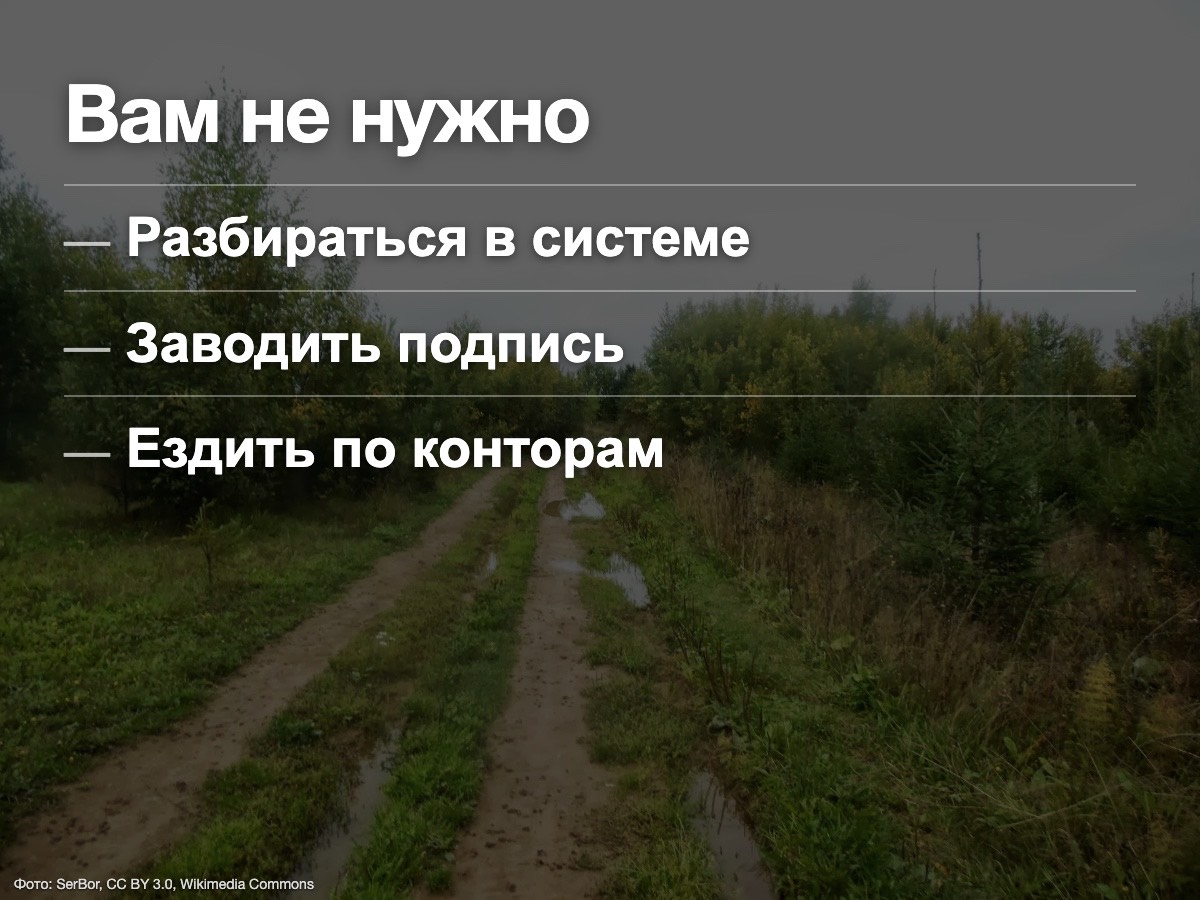 Вам не нужно
— Разбираться в системе
— Заводить подпись
— Ездить по конторам
Фото: SerBor, CC BY 3.0, Wikimedia Commons